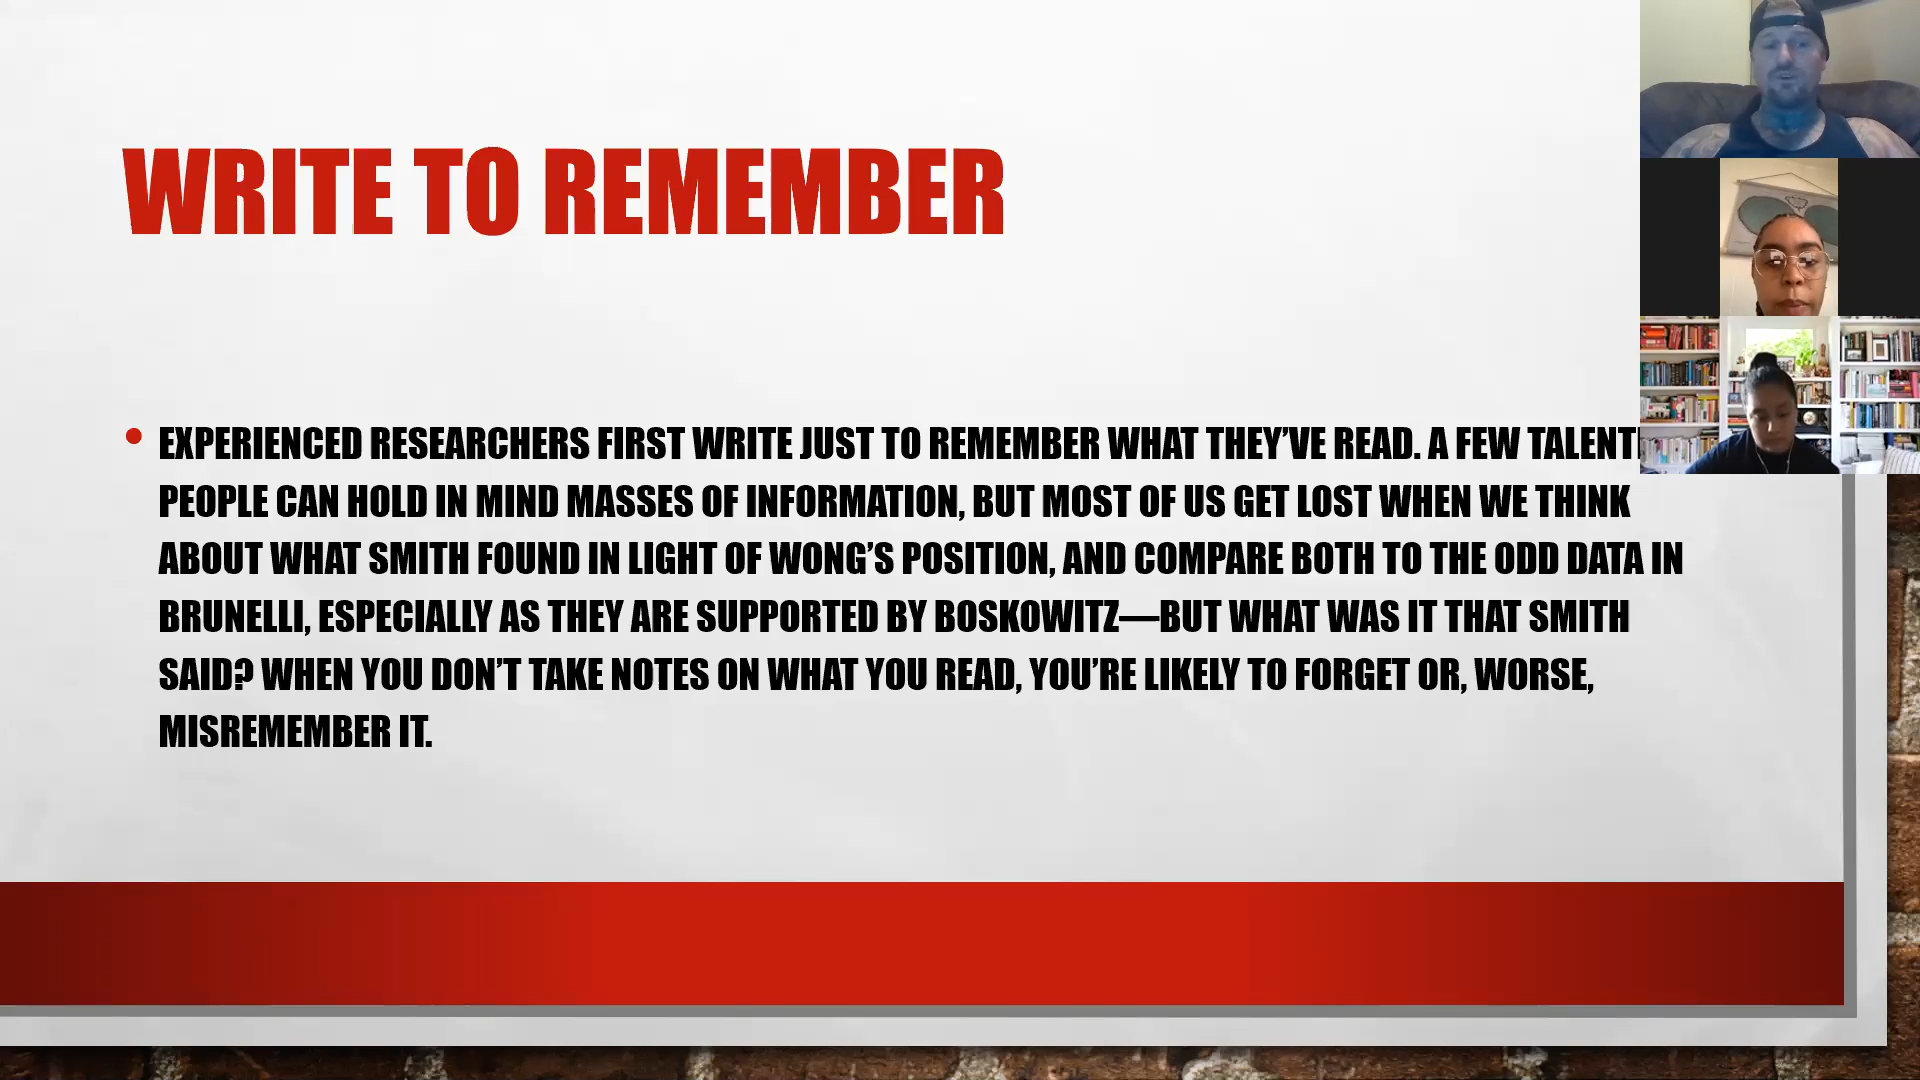 WRITE TO REMEMBER
• EXPERIENCED RESEARCHERS FIRST WRITE JUST TO REMEMBER WHAT THEY’VE READ. A FEW
PEOPLE CAN HOLD IN MIND MASSES OF INFORMATION, BUT MOST OF US GET LOST WHEN WE THINK
ABOUT WHAT SMITH FOUND IN LIGHT OF WONG’S POSITION, AND COMPARE BOTH TO THE ODD DATA IN
BRUNELLI, ESPECIALLY AS THEY ARE SUPPORTED BY BOSKOWITZ—BUT WHAT WAS IT THAT SMITH
SAID? WHEN YOU DON’T TAKE NOTES ON WHAT YOU READ, YOU’RE LIKELY TO FORGET OR, WORSE,
MISREMEMBER IT.